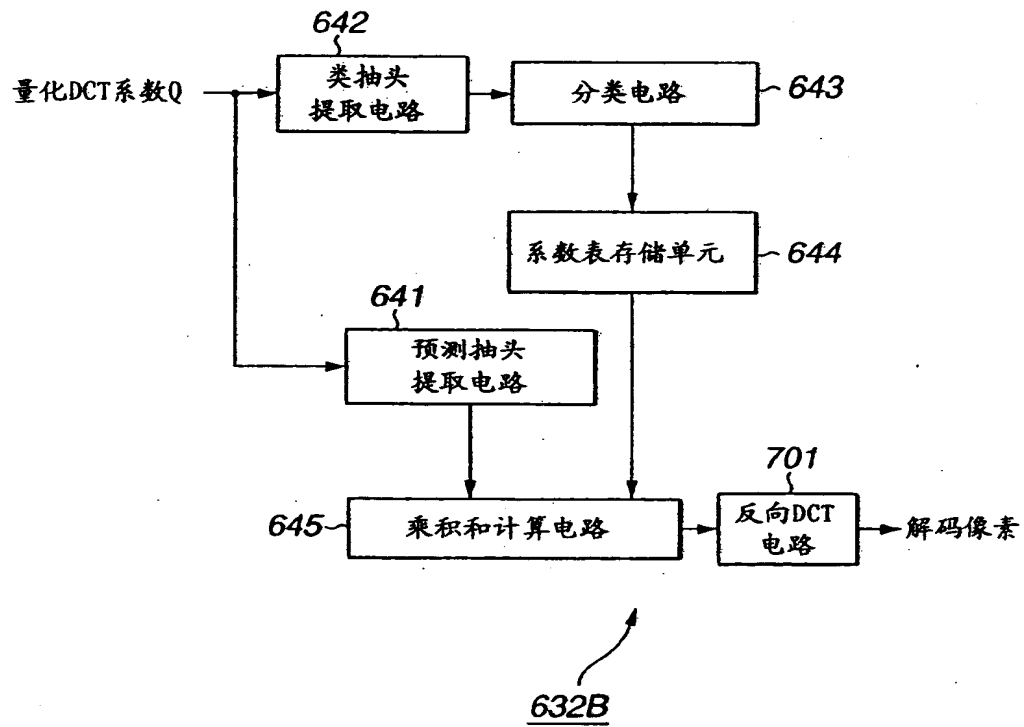 642
量化DCT系数Q
类抽头
提取电路
分类电路
643
系数表存储单元
644
641
预测抽头
提取电路
701
645
乘积和计算电路
反向DCT
电路
解码像素
632B